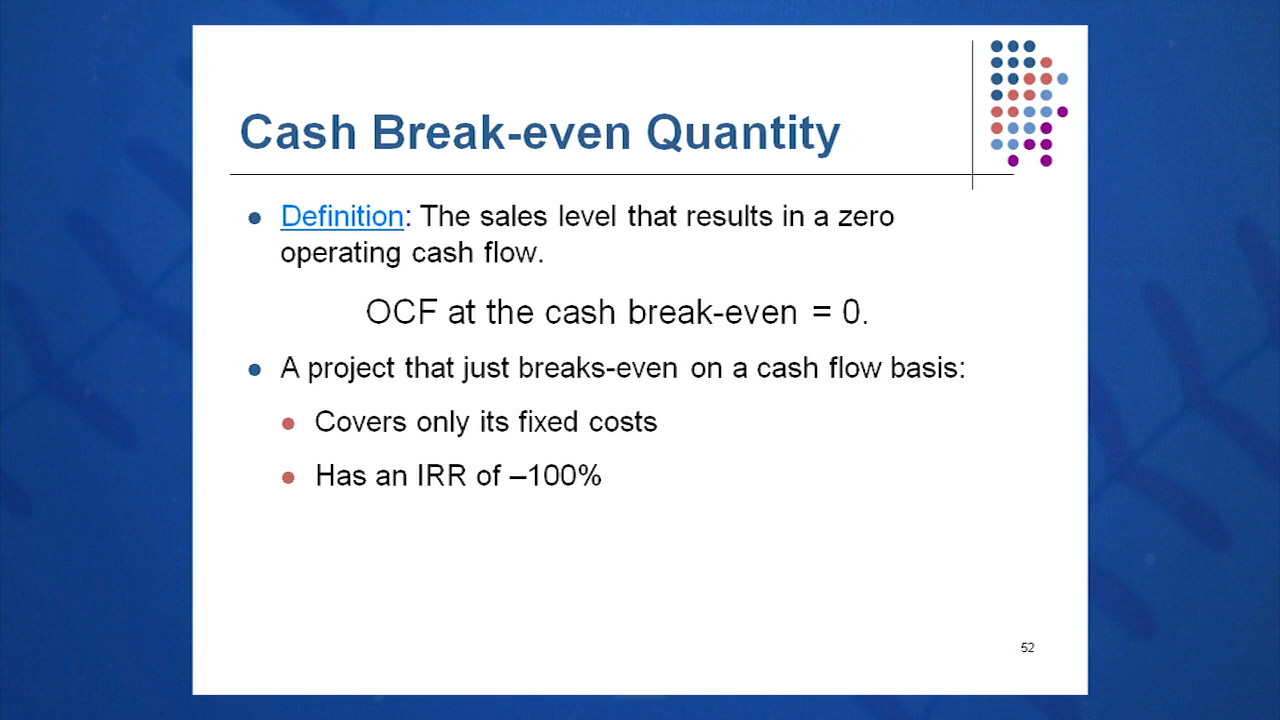 Cash Break-even Quantity
Definition: The sales level that results in a zero
operating cash flow.
OCF at the cash break-even = 0.
A project that just breaks-even on a cash flow basis:
Covers only its fixed costs
Has an IRR of –100%
52